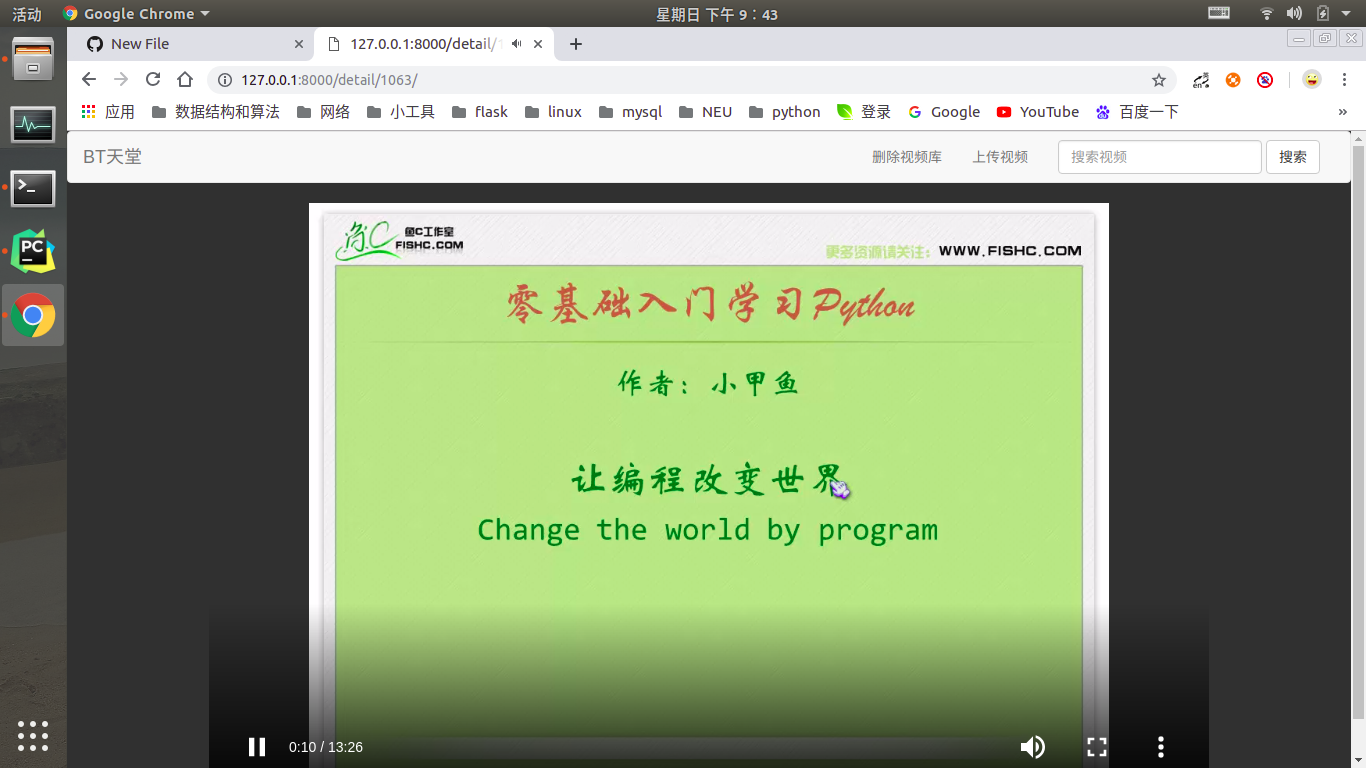 活动 Google Chrome 星期日 下午 9：43
New File 127.0.0.1:8000/detail/1
127.0.0.1:8000/detail/1063/
应用 数据结构和算法 网络 小工具 flask linux mysql NEU python 登录 Google YouTube 百度一下 »
BT天堂 删除视频库 上传视频 搜索视频 搜索
鱼C 鱼C工作室
FISHC.COM
更多资源请关注：WWW.FISHC.COM
零基础入门学习Python
作者：小甲鱼
让编程改变世界
Change the world by program
0:10 / 13:26
PC
en